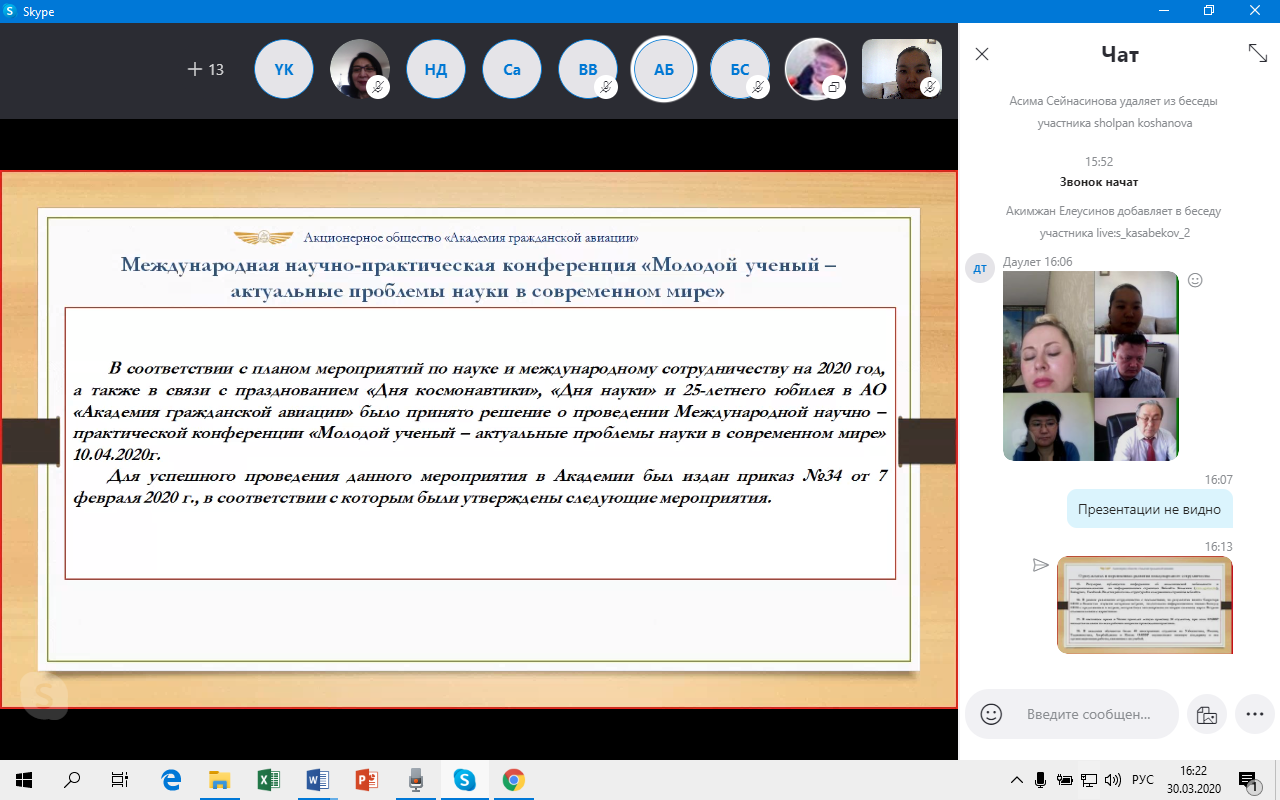 Skype
+ 13
YK
НД
Ca
BB
АБ
БС
Чат
Асима Сейнасинова удаляет из беседы
участника sholpan koshanova
15:52
Звонок начат
Акимжан Елеусинов добавляет в беседу
участника live:s_kasabekov_2
ДТ
Даулет 16:06
16:07
Презентации не видно
16:13
Введите сообщен...
Акционерное общество «Академия гражданской авиации»
Международная научно-практическая конференция «Молодой ученый –
актуальные проблемы науки в современном мире»
В соответствии с планом мероприятий по науке и международному сотрудничеству на 2020 год,
а также в связи с празднованием «Дня космонавтики», «Дня науки» и 25-летнего юбилея в АО
«Академия гражданской авиации» было принято решение о проведении Международной научно –
практической конференции «Молодой ученый – актуальные проблемы науки в современном мире»
10.04.2020г.
Для успешного проведения данного мероприятия в Академии был издан приказ №34 от 7
февраля 2020 г., в соответствии с которым были утверждены следующие мероприятия.
РУС
16:22
30.03.2020
1